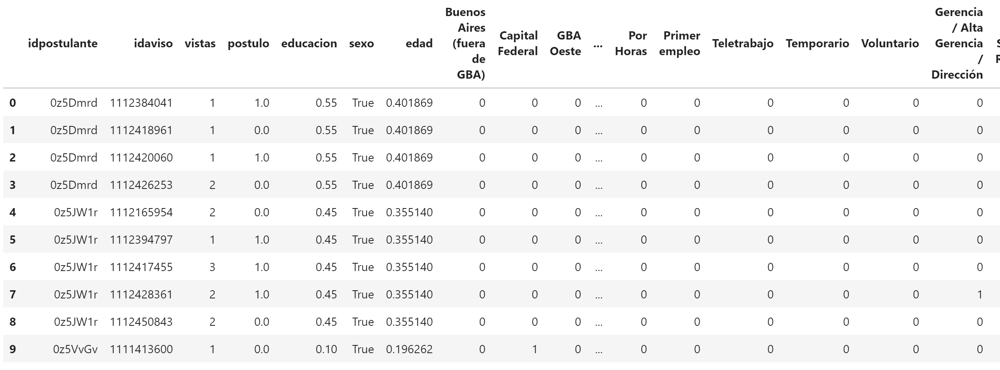 idpostulante idaviso vistas postulo educacion sexo edad Buenos Aires (fuera de GBA) Capital Federal GBA Oeste ... Por Horas Primer empleo Teletrabajo Temporario Voluntario Gerencia / Alta Gerencia / Dirección
0 0z5Dmrd 1112384041 1 1.0 0.55 True 0.401869 0 0 0 ... 0 0 0 0 0 0
1 0z5Dmrd 1112418961 1 0.0 0.55 True 0.401869 0 0 0 ... 0 0 0 0 0 0
2 0z5Dmrd 1112420060 1 1.0 0.55 True 0.401869 0 0 0 ... 0 0 0 0 0 0
3 0z5Dmrd 1112426253 2 0.0 0.55 True 0.401869 0 0 0 ... 0 0 0 0 0 0
4 0z5JW1r 1112165954 2 0.0 0.45 True 0.355140 0 0 0 ... 0 0 0 0 0 0
5 0z5JW1r 1112394797 1 1.0 0.45 True 0.355140 0 0 0 ... 0 0 0 0 0 0
6 0z5JW1r 1112417455 3 1.0 0.45 True 0.355140 0 0 0 ... 0 0 0 0 0 0
7 0z5JW1r 1112428361 2 1.0 0.45 True 0.355140 0 0 0 ... 0 0 0 0 0 1
8 0z5JW1r 1112450843 2 0.0 0.45 True 0.355140 0 0 0 ... 0 0 0 0 0 0
9 0z5VvGv 1111413600 1 0.0 0.10 True 0.196262 0 1 0 ... 0 0 0 0 0 0